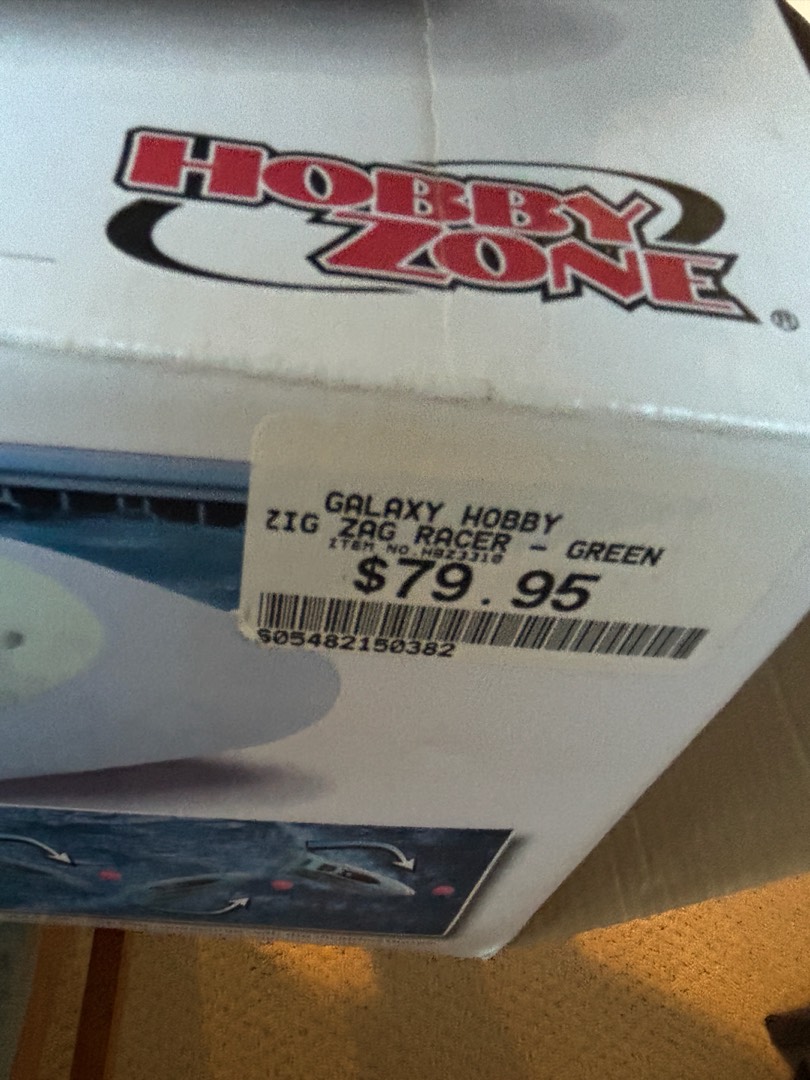 HOBBY
ZONE
®
GALAXY HOBBY
ZIG ZAG RACER - GREEN
ITEM NO.HBZ3310
$79.95
605482150382